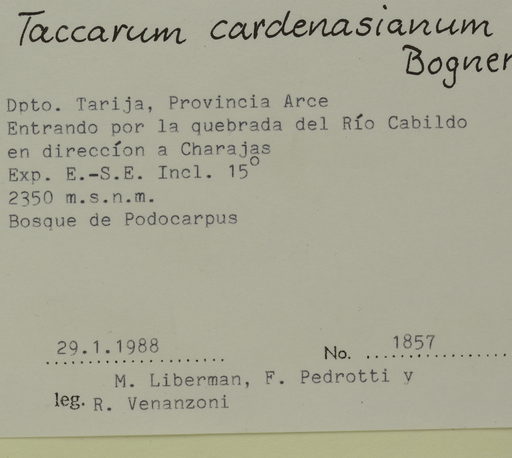 Taccarum cardenasianum
Bogner
Dpto. Tarija, Provincia Arce
Entrando por la quebrada del Río Cabildo
en direccíon a Charajas
Exp. E.-S.E. Incl. 15°
2350 m.s.n.m.
Bosque de Podocarpus
29.1.1988 No. 1857
M. Liberman, F. Pedrotti y
leg. R. Venanzoni